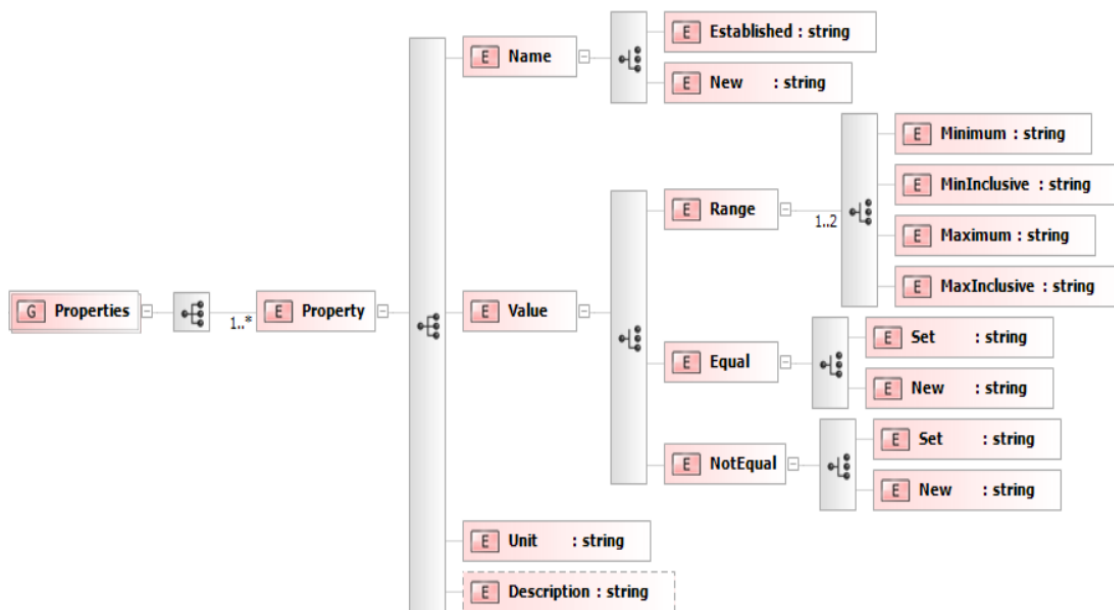 E Name
E Established : string
E New : string
E Value
E Range
1..2
E Minimum : string
E MinInclusive : string
E Maximum : string
E MaxInclusive : string
G Properties
1..*
E Property
E Equal
E Set : string
E New : string
E NotEqual
E Set : string
E New : string
E Unit : string
E Description : string